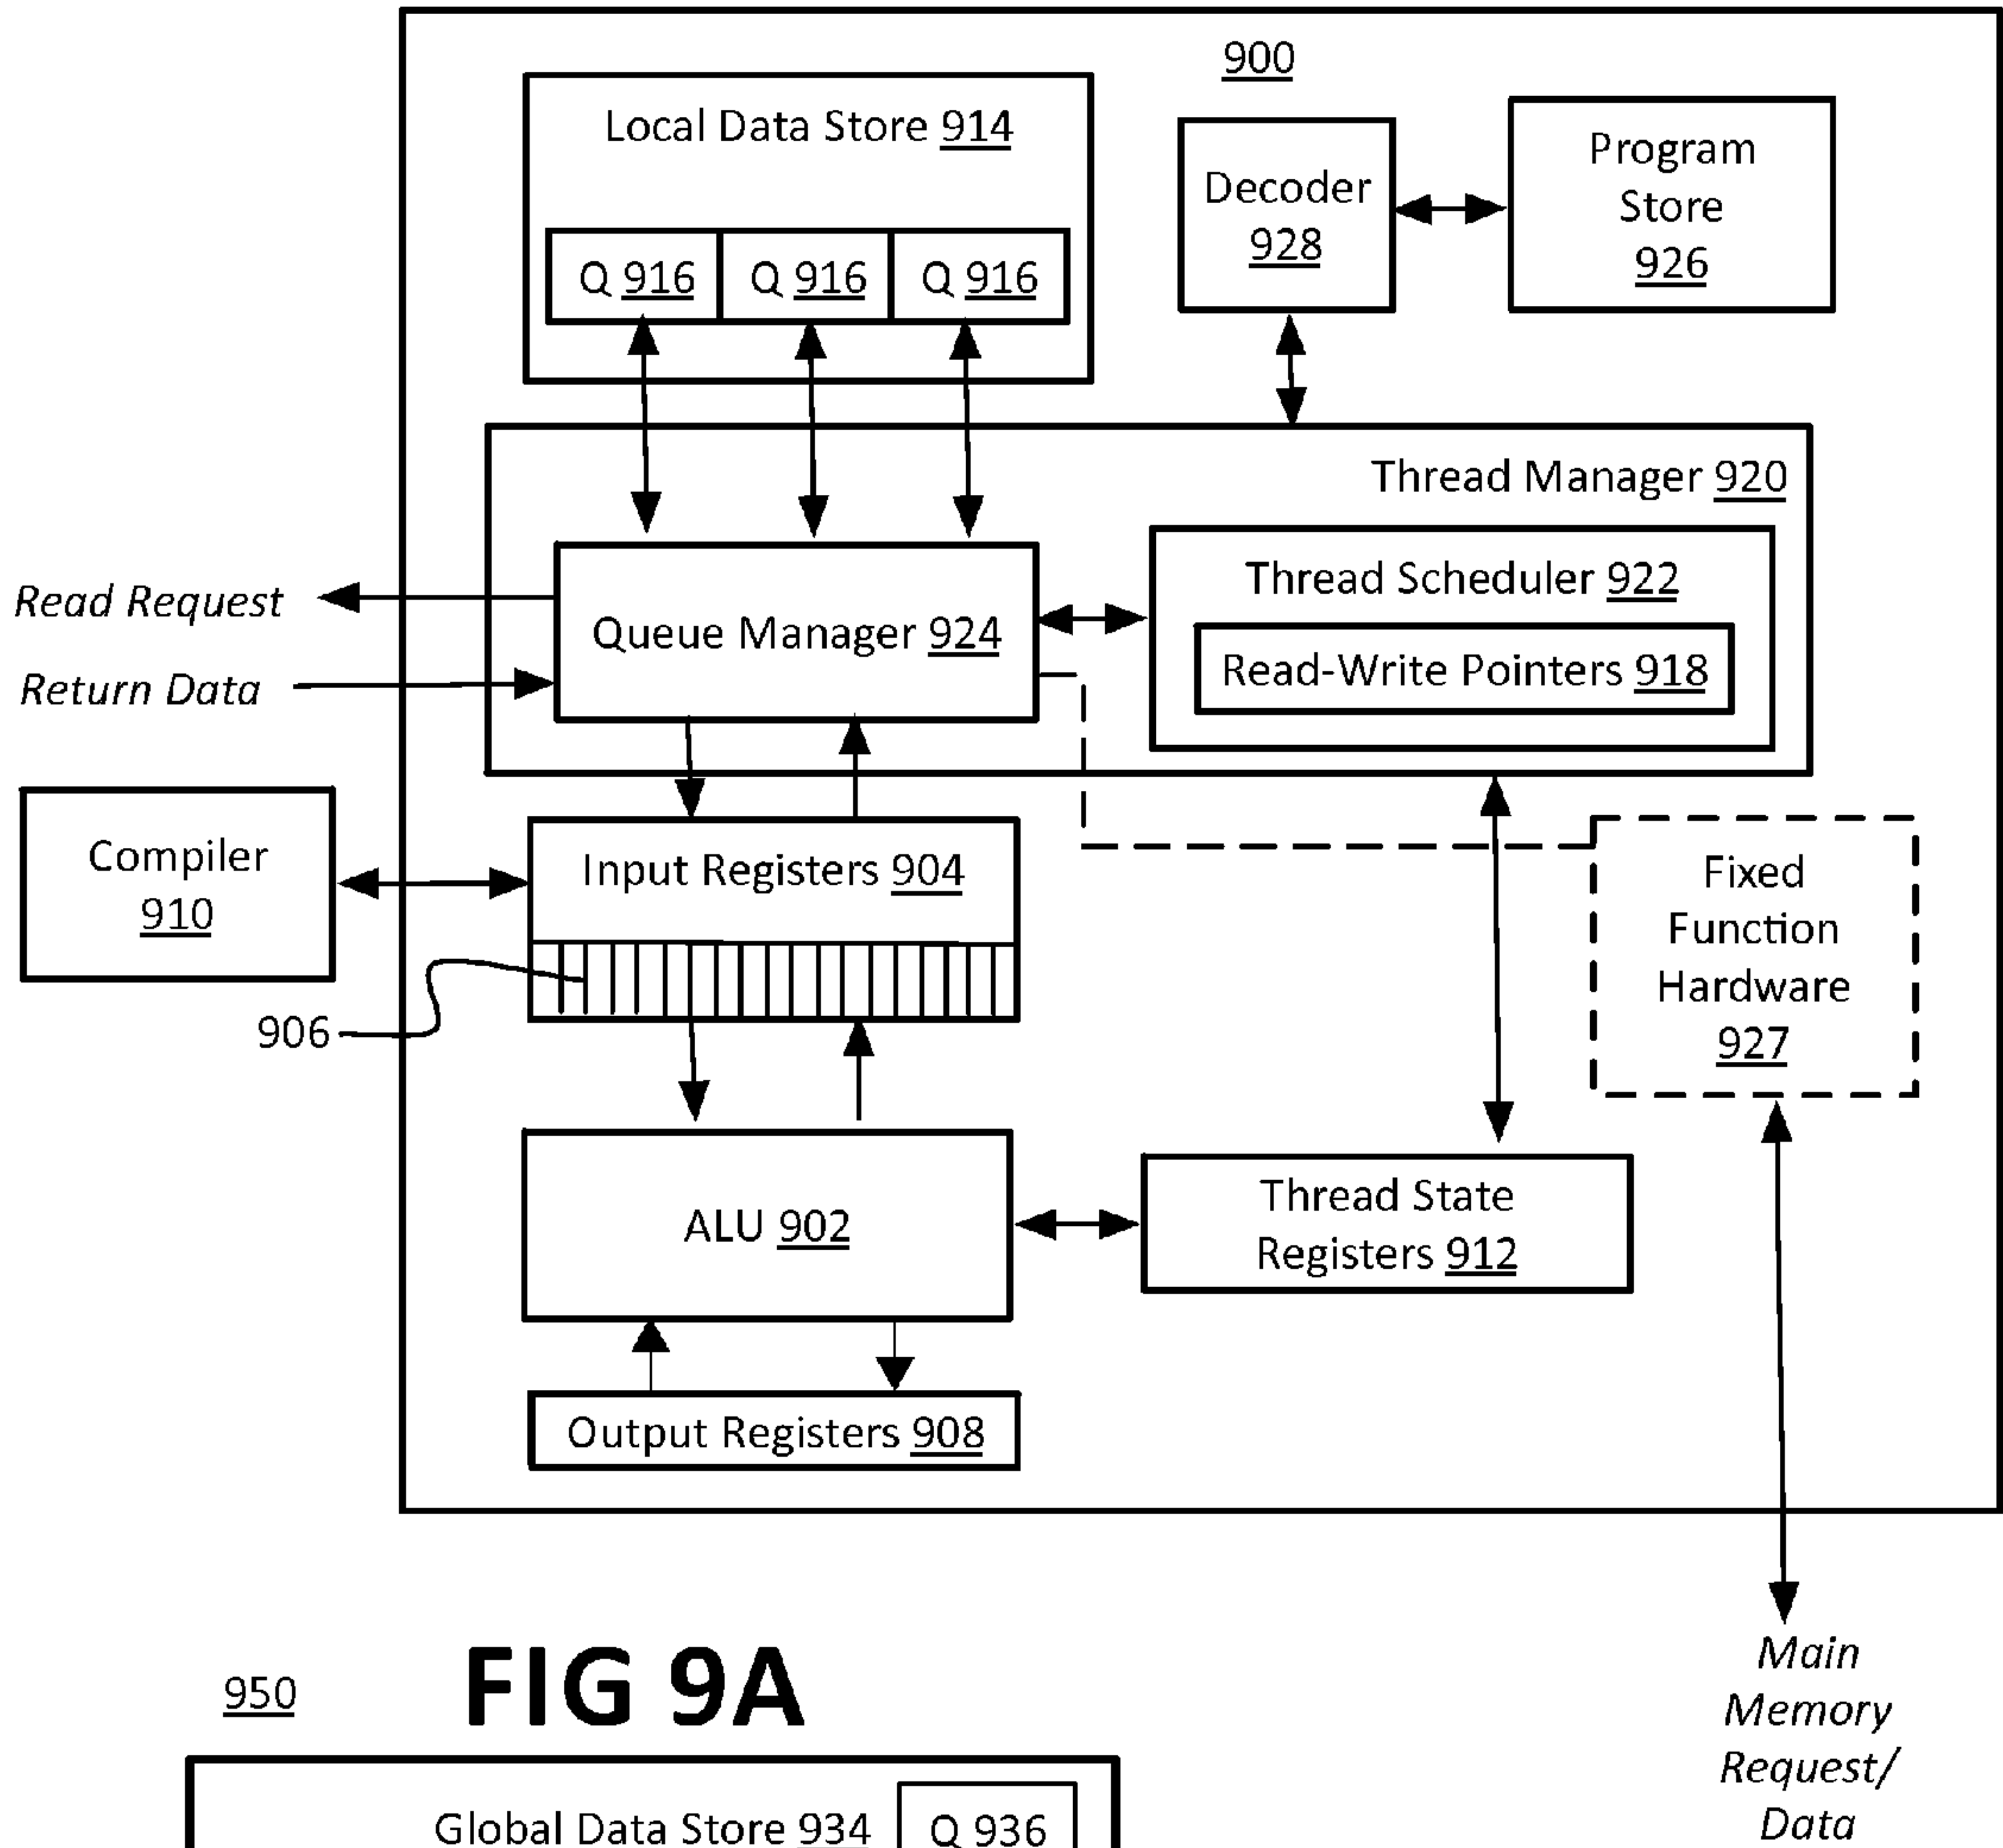 900
Local Data Store 914
Q 916
Q 916
Q 916
Decoder
928
Program
Store
926
Thread Manager 920
Thread Scheduler 922
Read-Write Pointers 918
Queue Manager 924
Read Request
Return Data
Compiler
910
Input Registers 904
906
Fixed
Function
Hardware
927
ALU 902
Thread State
Registers 912
Output Registers 908
Main
Memory
Request/
Data
FIG 9A
950
Global Data Store 934
Q 936